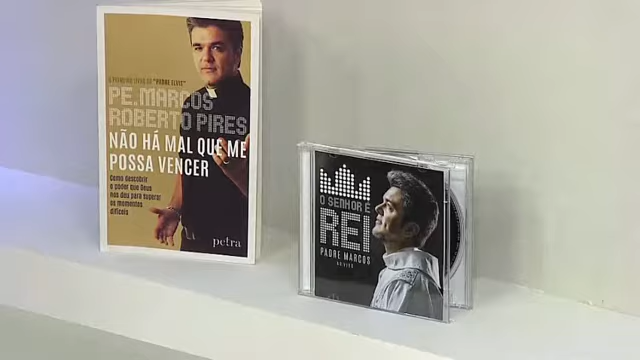 O PRIMEIRO LIVRO DO "PADRE ELVIS"
PE. MARCOS
ROBERTO PIRES
NÃO HÁ MAL QUE ME
POSSA VENCER
Como descobrir
o poder que Deus
nos deu para superar
os momentos
difíceis
petra
O SENHOR É
REI
PADRE MARCOS
AO VIVO